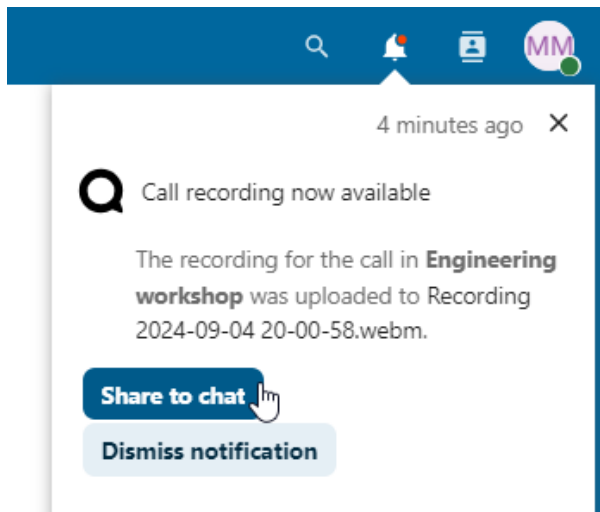 MM
4 minutes ago
Call recording now available
The recording for the call in Engineering
workshop was uploaded to Recording
2024-09-04 20-00-58.webm.
Share to chat
Dismiss notification